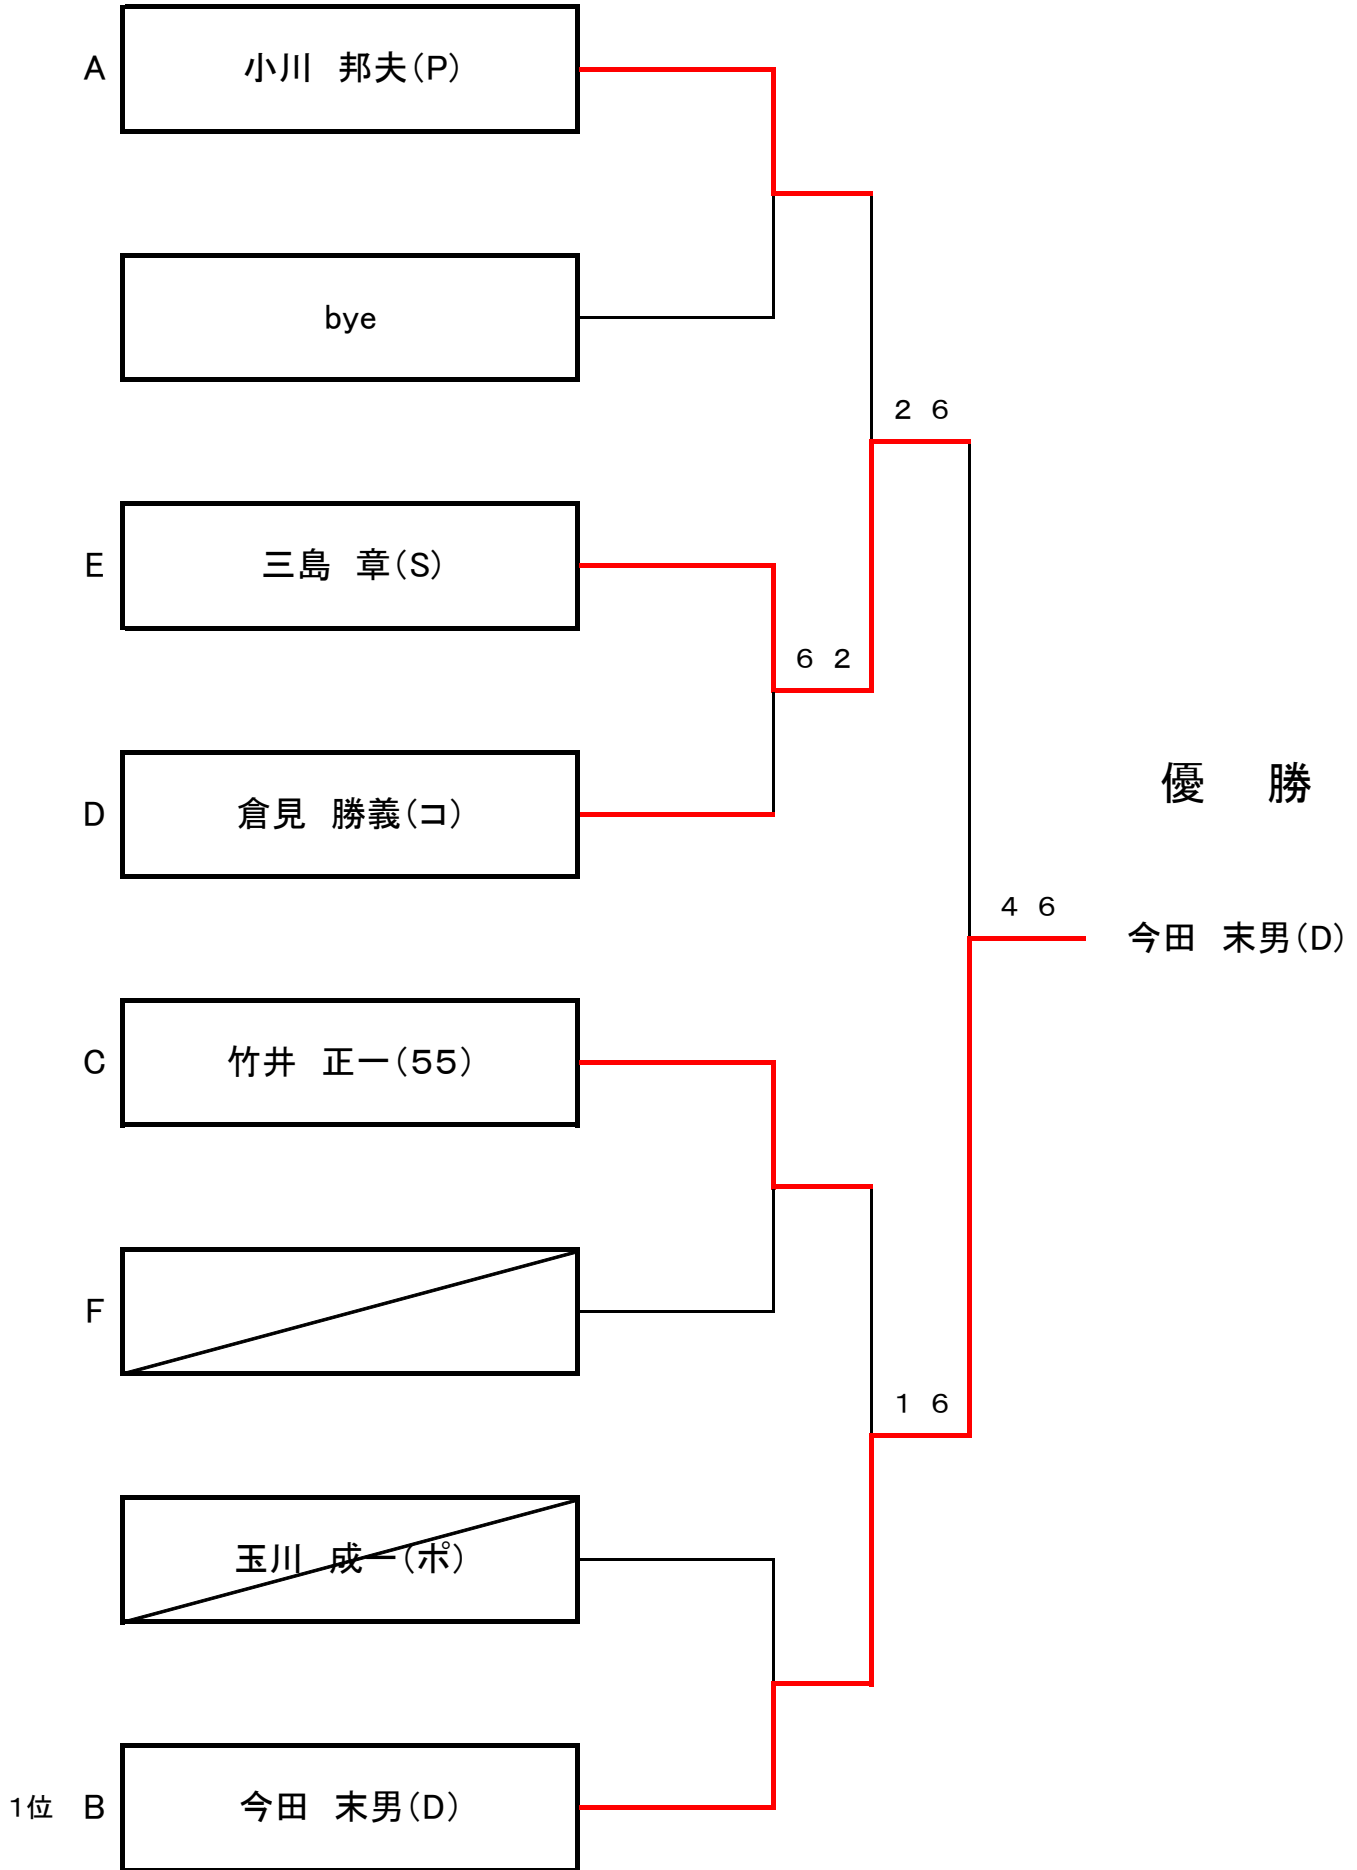 A 小川 邦夫(P)
bye
2 6
E 三島 章(S)
6 2
優 勝
D 倉見 勝義(コ)
4 6
今田 末男(D)
C 竹井 正一(55)
F
1 6
玉川 成一(ポ)
1位 B 今田 末男(D)